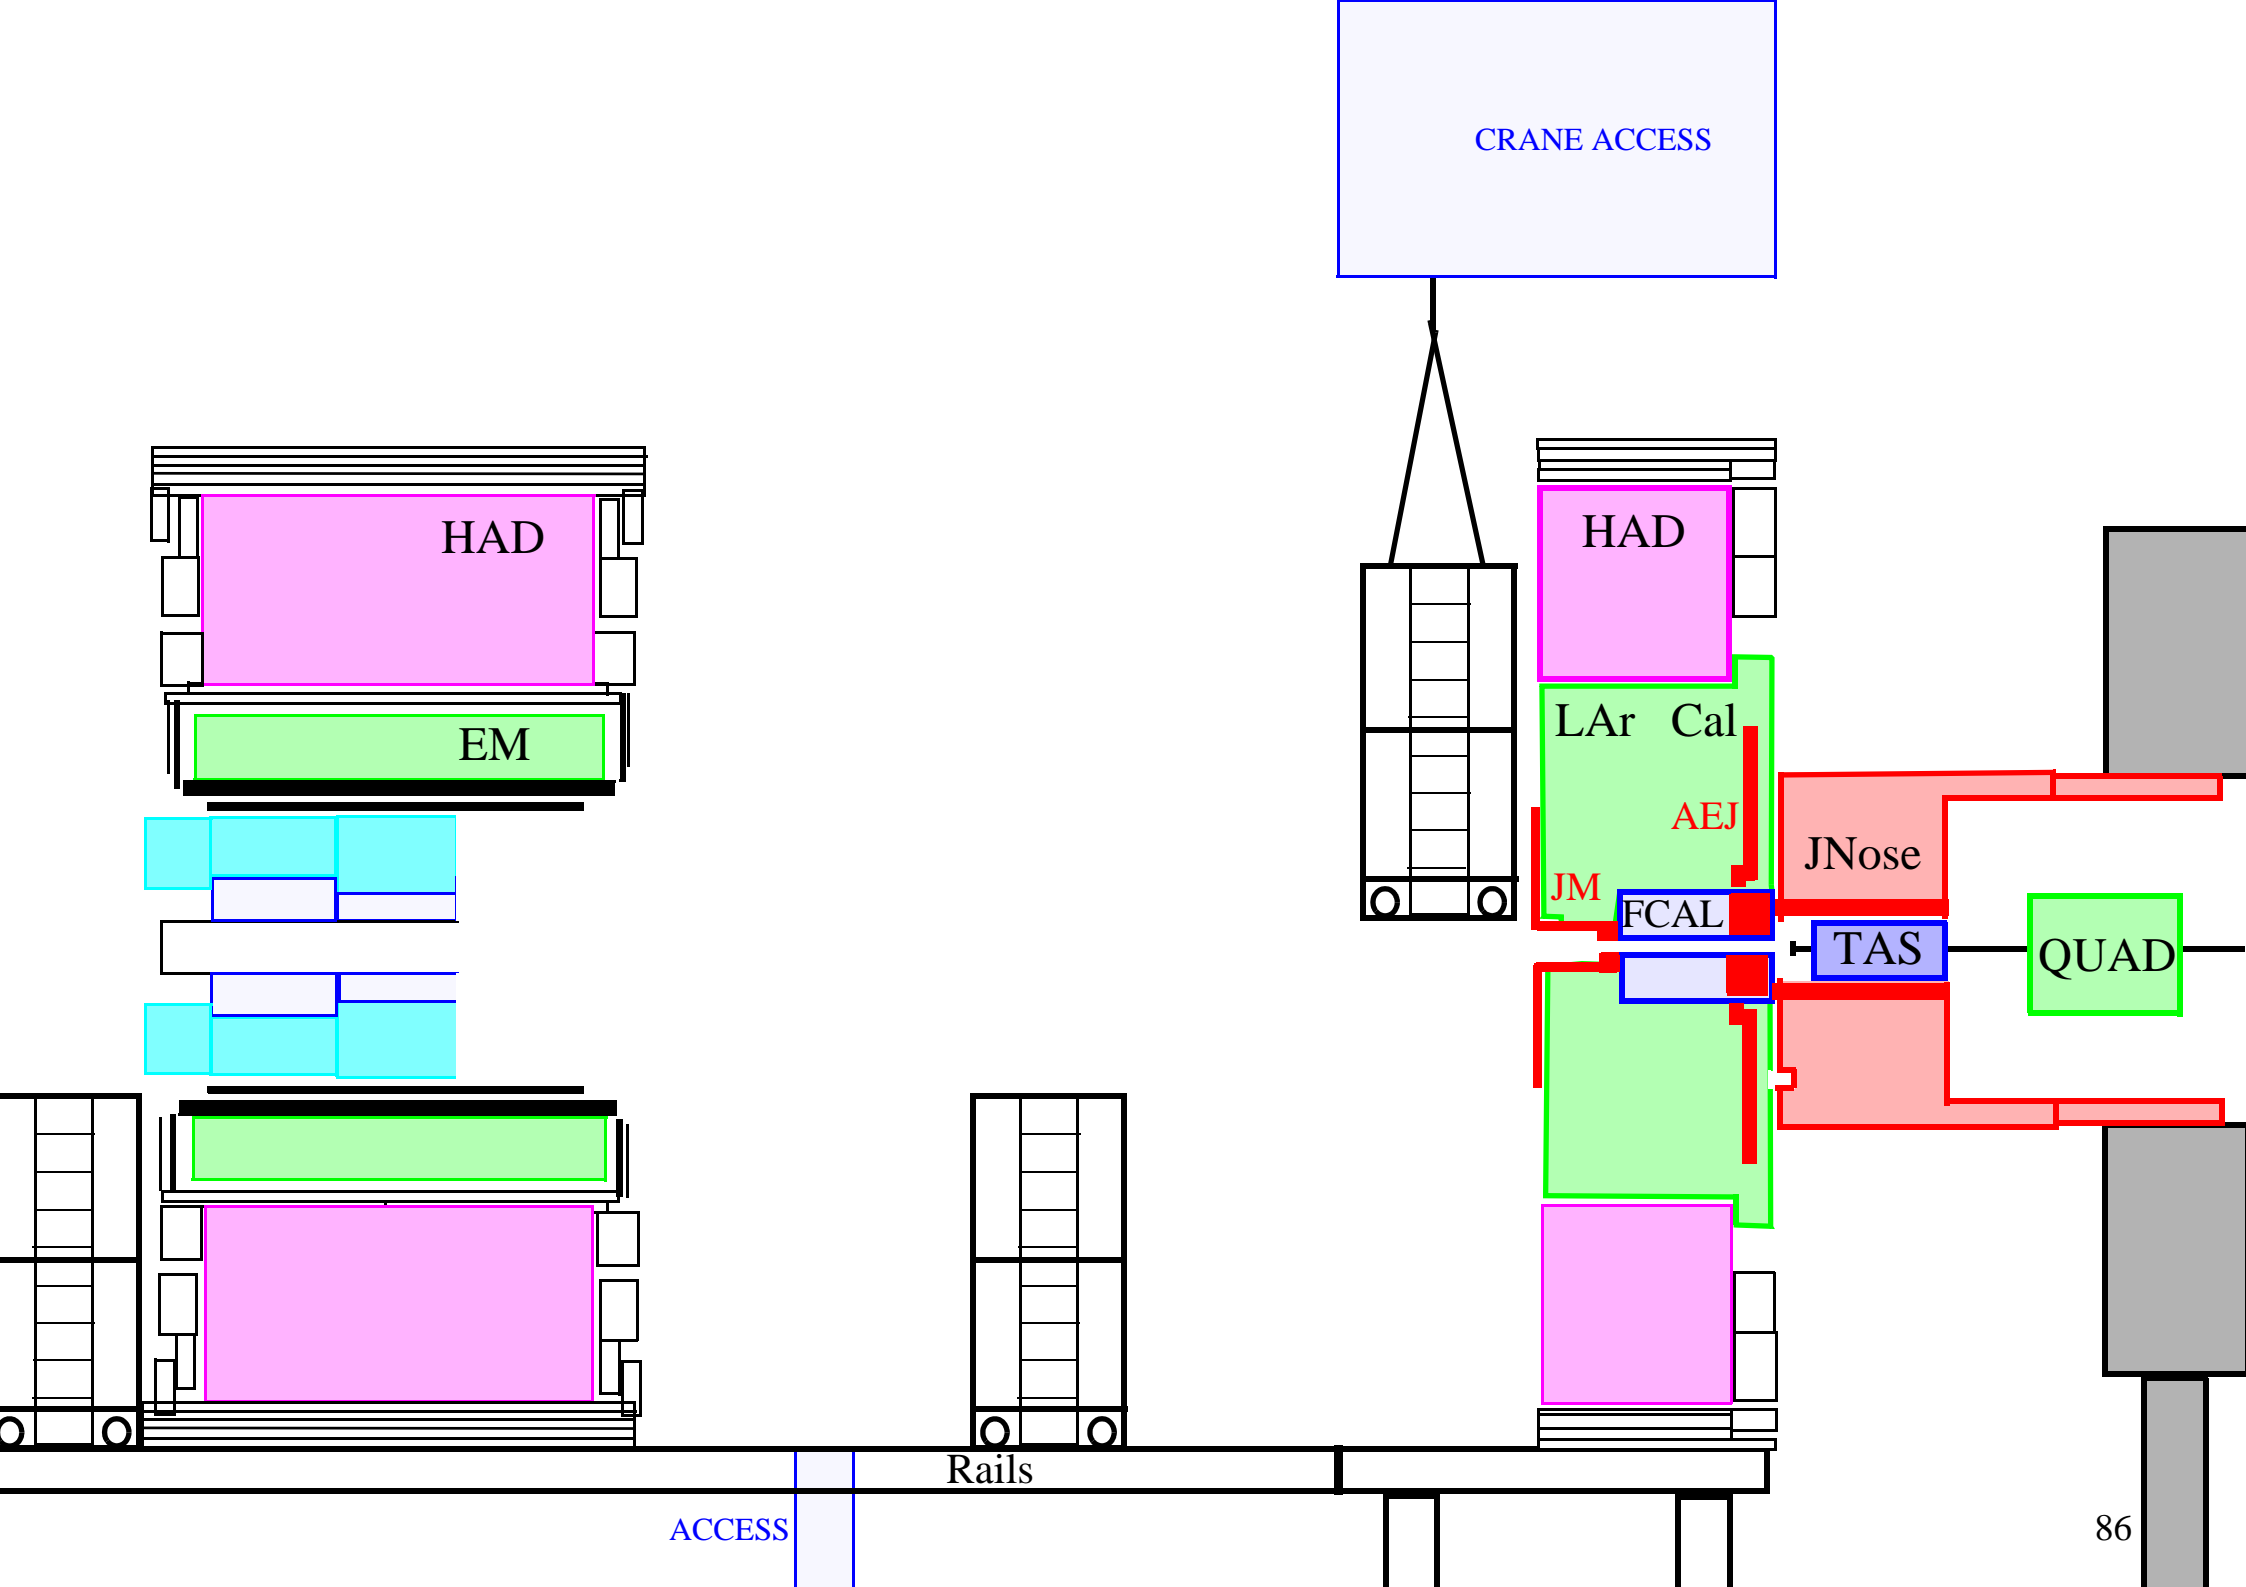 CRANE ACCESS
HAD
HAD
EM
LAr Cal
AEJ
JNose
JM
FCAL
TAS
QUAD
Rails
ACCESS
86